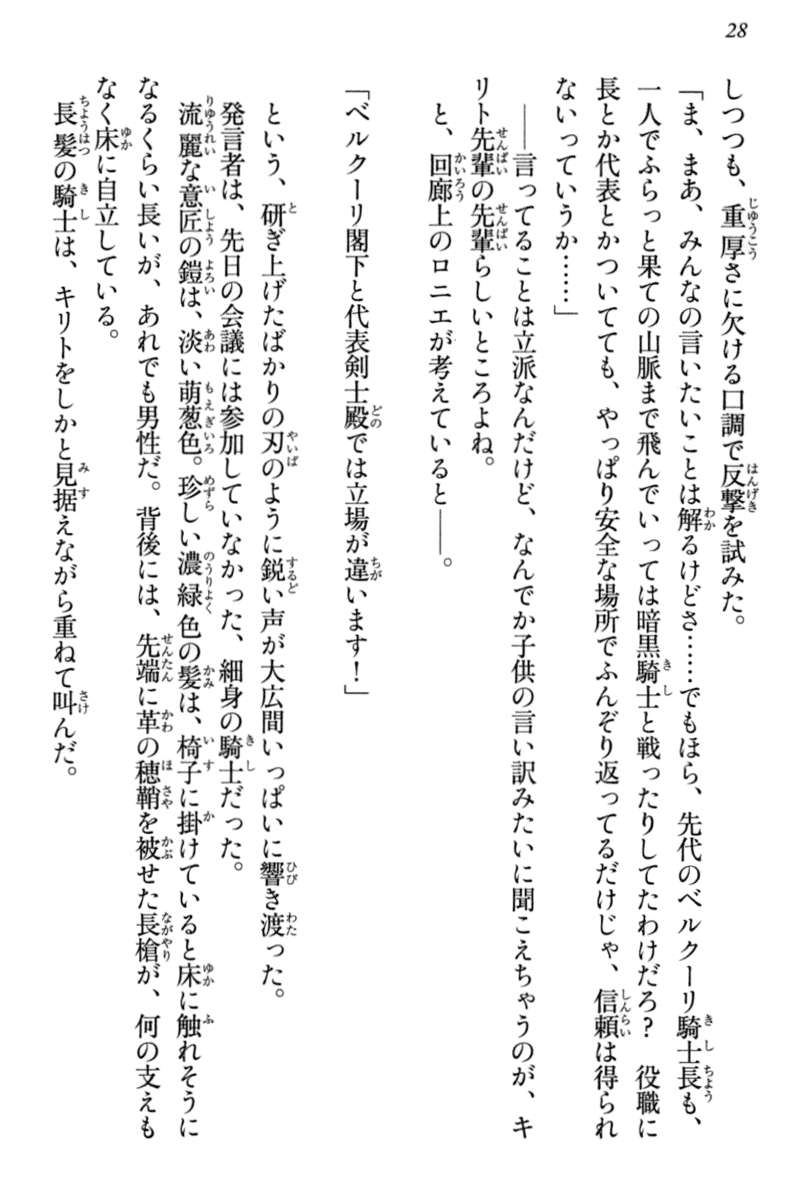 28
しつつも、重厚さに欠ける口調で反撃を試みた。
「ま、まあ、みんなの言いたいことは解るけどさ……でもほら、先代のベルクーリ騎士長も、
一人でふらっと果ての山脈まで飛んでいっては暗黒騎士と戦ったりしてたわけだろ？　役職に
長とか代表とかついてても、やっぱり安全な場所でふんぞり返ってるだけじゃ、信頼は得られ
ないっていうか……」
――言ってることは立派なんだけど、なんでか子供の言い訳みたいに聞こえちゃうのが、キ
リト先輩の先輩らしいところよね。
と、回廊上のロニエが考えていると――。
「ベルクーリ閣下と代表剣士殿では立場が違います！」
という、研ぎ上げたばかりの刃のように鋭い声が大広間いっぱいに響き渡った。
発言者は、先日の会議には参加していなかった、細身の騎士だった。
流麗な意匠の鎧は、淡い萌葱色。珍しい濃緑色の髪は、椅子に掛けていると床に触れそうに
なるくらい長いが、あれでも男性だ。背後には、先端に革の穂鞘を被せた長槍が、何の支えも
なく床に自立している。
長髪の騎士は、キリトをしかと見据えながら重ねて叫んだ。